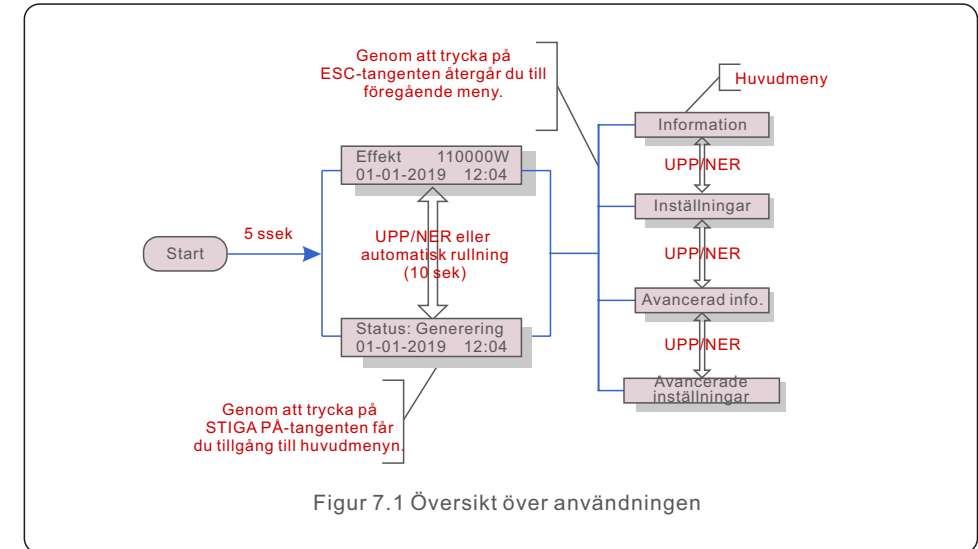 Genom att trycka på
ESC-tangenten återgår du till
föregående meny.
Huvudmeny
Information
UPP/NER
Inställningar
UPP/NER
Avancerad info.
UPP/NER
Avancerade
inställningar
Effekt 110000W
01-01-2019 12:04
5 ssek
Start
UPP/NER eller
automatisk rullning
(10 sek)
Status: Generering
01-01-2019 12:04
Genom att trycka på
STIGA PÅ-tangenten får
du tillgång till huvudmenyn.
Figur 7.1 Översikt över användningen